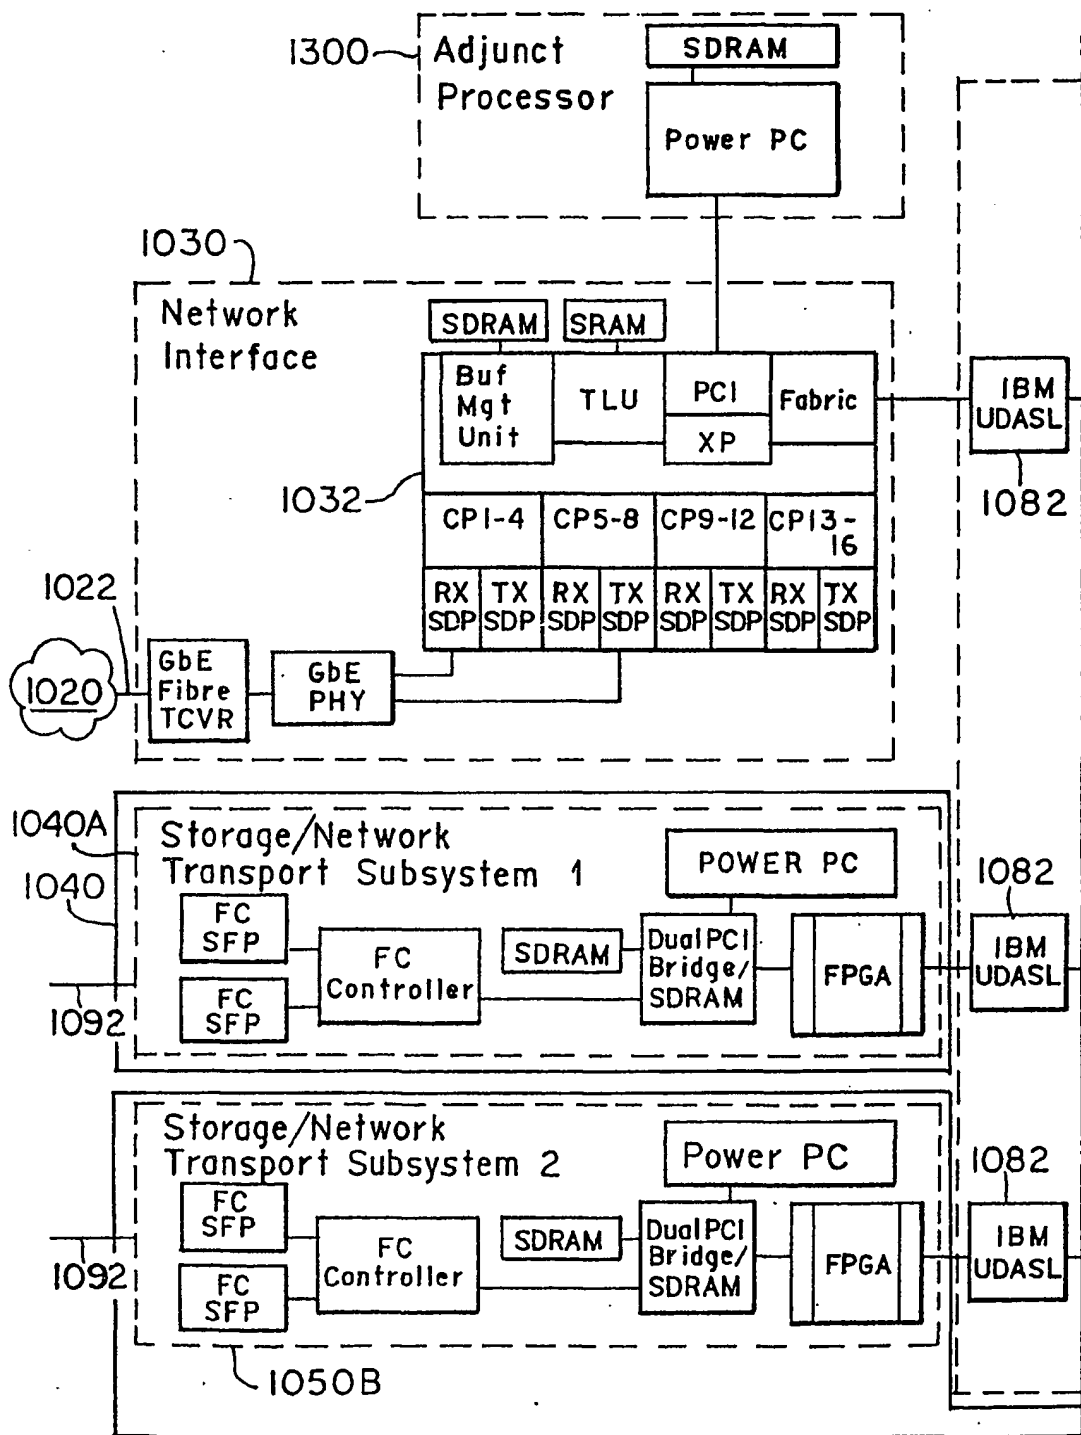 1300
Adjunct
Processor
SDRAM
Power PC
1030
Network
Interface
SDRAM
SRAM
Buf
Mgt
Unit
TLU
PCI
XP
Fabric
IBM
UDASL
1082
1032
CP1-4
CP5-8
CP9-12
CP13-
16
RX
SDP
TX
SDP
RX
SDP
TX
SDP
RX
SDP
TX
SDP
RX
SDP
TX
SDP
1022
1020
GbE
Fibre
TCVR
GbE
PHY
1040A
1040
Storage/Network
Transport Subsystem 1
POWER PC
FC
SFP
FC
SFP
FC
Controller
SDRAM
Dual PCI
Bridge/
SDRAM
FPGA
1082
IBM
UDASL
1092
Storage/Network
Transport Subsystem 2
Power PC
FC
SFP
FC
SFP
FC
Controller
SDRAM
Dual PCI
Bridge/
SDRAM
FPGA
1082
IBM
UDASL
1092
1050B